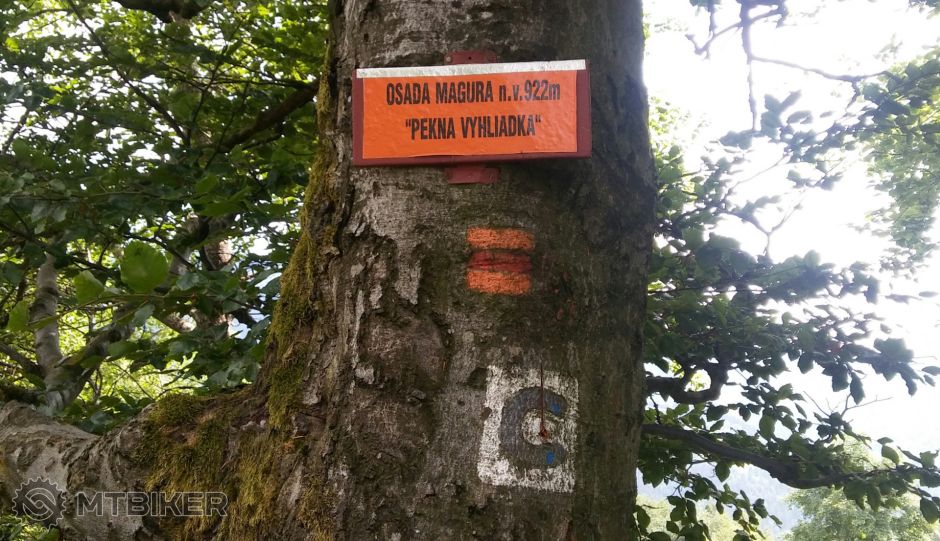 OSADA MAGURA n.v.922m
"PEKNA VYHLIADKA"
MTBIKER